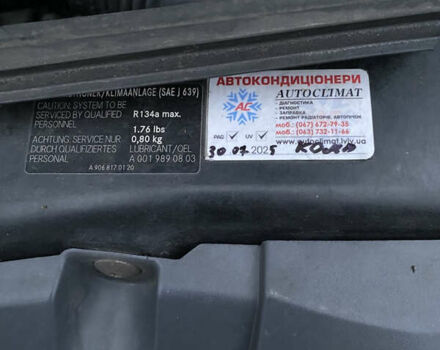 KLIMAANLAGE (SAE J 639)
CAUTION: SYSTEM TO BE
SERVICED BY QUALIFIED
PERSONNEL
R134a max.
1.76 lbs
ACHTUNG: SERVICE NUR
DURCH QUALIFIZIERTES
PERSONAL
0,80 kg
LUBRICANT/OEL
A 001 989 08 03
A 906 817 01 20
АВТОКОНДИЦІОНЕРИ
AC
AUTOCLIMAT
- ДІАГНОСТИКА
- РЕМОНТ
- ЗАПРАВКА
- РЕМОНТ РАДІАТОРІВ, АВТОПІЧОК
моб.: (067) 672-79-35
моб.: (063) 732-11-66
www.autoclimat.lviv.ua
PAG ✓ UV ✓
30 07 2025